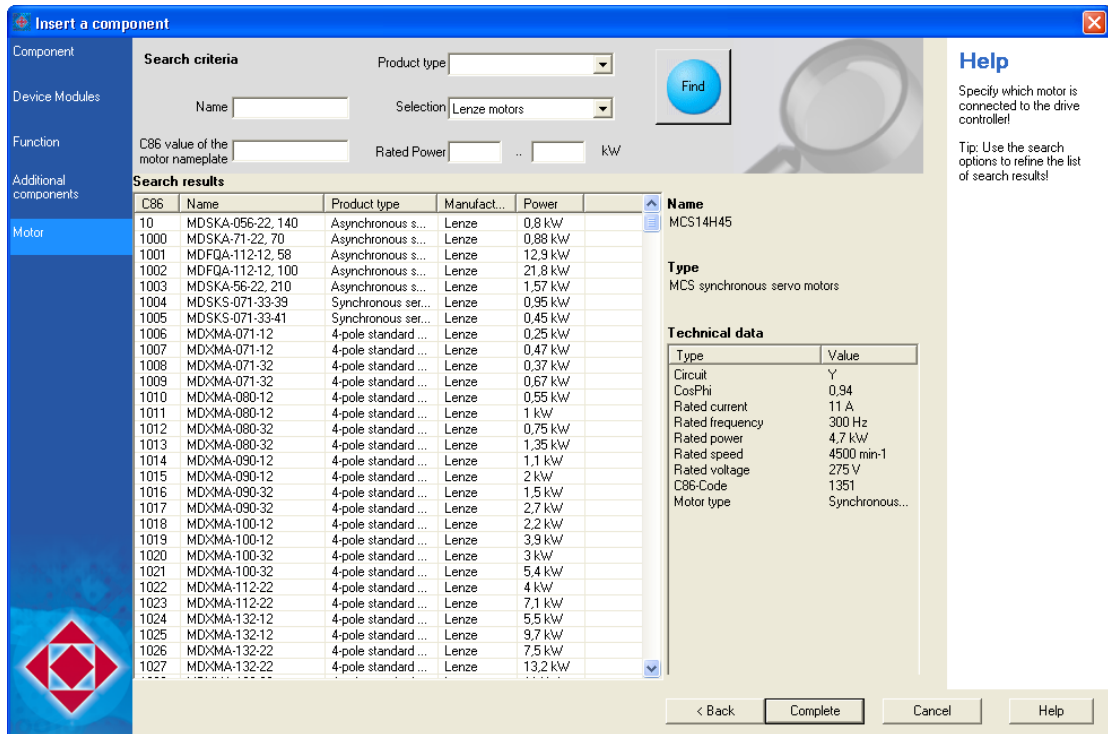 Insert a component
Component
Device Modules
Function
Additional
components
Motor
Search criteria
Product type
Name
Selection Lenze motors
C86 value of the
motor nameplate
Rated Power .. kW
Find
Search results
C86 Name Product type Manufact... Power
10 MDSKA-056-22, 140 Asynchronous s... Lenze 0,8 kW
1000 MDSKA-71-22, 70 Asynchronous s... Lenze 0,88 kW
1001 MDFQA-112-12, 58 Asynchronous s... Lenze 12,9 kW
1002 MDFQA-112-12, 100 Asynchronous s... Lenze 21,8 kW
1003 MDSKA-56-22, 210 Asynchronous s... Lenze 1,57 kW
1004 MDSKS-071-33-39 Synchronous ser... Lenze 0,95 kW
1005 MDSKS-071-33-41 Synchronous ser... Lenze 0,45 kW
1006 MDXMA-071-12 4-pole standard ... Lenze 0,25 kW
1007 MDXMA-071-12 4-pole standard ... Lenze 0,47 kW
1008 MDXMA-071-32 4-pole standard ... Lenze 0,37 kW
1009 MDXMA-071-32 4-pole standard ... Lenze 0,67 kW
1010 MDXMA-080-12 4-pole standard ... Lenze 0,55 kW
1011 MDXMA-080-12 4-pole standard ... Lenze 1 kW
1012 MDXMA-080-32 4-pole standard ... Lenze 0,75 kW
1013 MDXMA-080-32 4-pole standard ... Lenze 1,35 kW
1014 MDXMA-090-12 4-pole standard ... Lenze 1,1 kW
1015 MDXMA-090-12 4-pole standard ... Lenze 2 kW
1016 MDXMA-090-32 4-pole standard ... Lenze 1,5 kW
1017 MDXMA-090-32 4-pole standard ... Lenze 2,7 kW
1018 MDXMA-100-12 4-pole standard ... Lenze 2,2 kW
1019 MDXMA-100-12 4-pole standard ... Lenze 3,9 kW
1020 MDXMA-100-32 4-pole standard ... Lenze 3 kW
1021 MDXMA-100-32 4-pole standard ... Lenze 5,4 kW
1022 MDXMA-112-22 4-pole standard ... Lenze 4 kW
1023 MDXMA-112-22 4-pole standard ... Lenze 7,1 kW
1024 MDXMA-132-12 4-pole standard ... Lenze 5,5 kW
1025 MDXMA-132-12 4-pole standard ... Lenze 9,7 kW
1026 MDXMA-132-22 4-pole standard ... Lenze 7,5 kW
1027 MDXMA-132-22 4-pole standard ... Lenze 13,2 kW
Name
MCS14H45
Type
MCS synchronous servo motors
Technical data
Type Value
Circuit Y
CosPhi 0,94
Rated current 11 A
Rated frequency 300 Hz
Rated power 4,7 kW
Rated speed 4500 min-1
Rated voltage 275 V
C86-Code 1351
Motor type Synchronous...
Help
Specify which motor is
connected to the drive
controller!
Tip: Use the search
options to refine the list
of search results!
< Back Complete Cancel Help